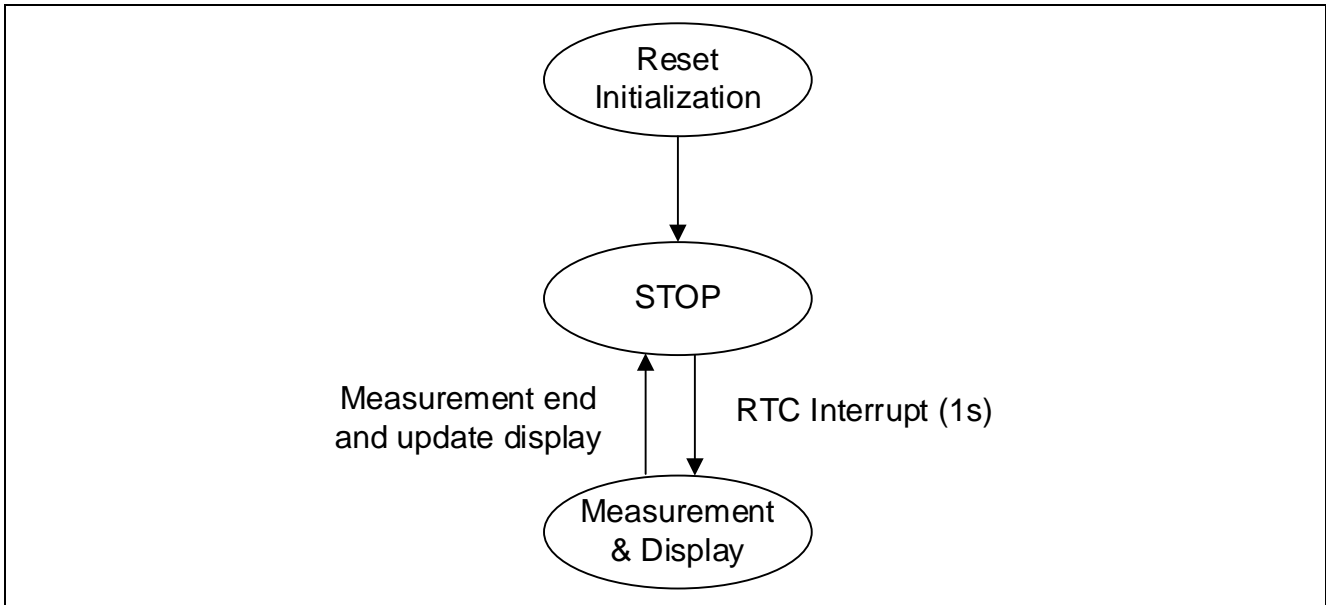 Reset
Initialization
STOP
Measurement end
and update display
RTC Interrupt (1s)
Measurement
& Display